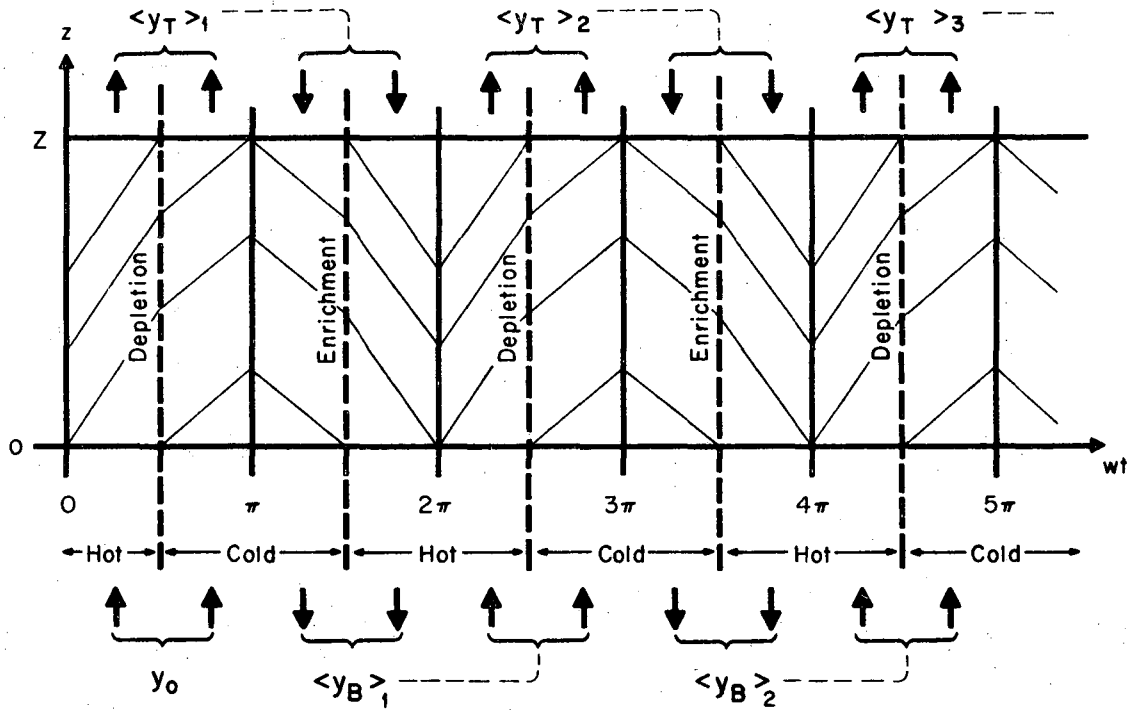 <y_T>_1 <y_T>_2 <y_T>_3
z
Z
Depletion Enrichment Depletion Enrichment Depletion
0 wt
0 π 2π 3π 4π 5π
Hot Cold Hot Cold Hot Cold
y_o <y_B>_1 <y_B>_2